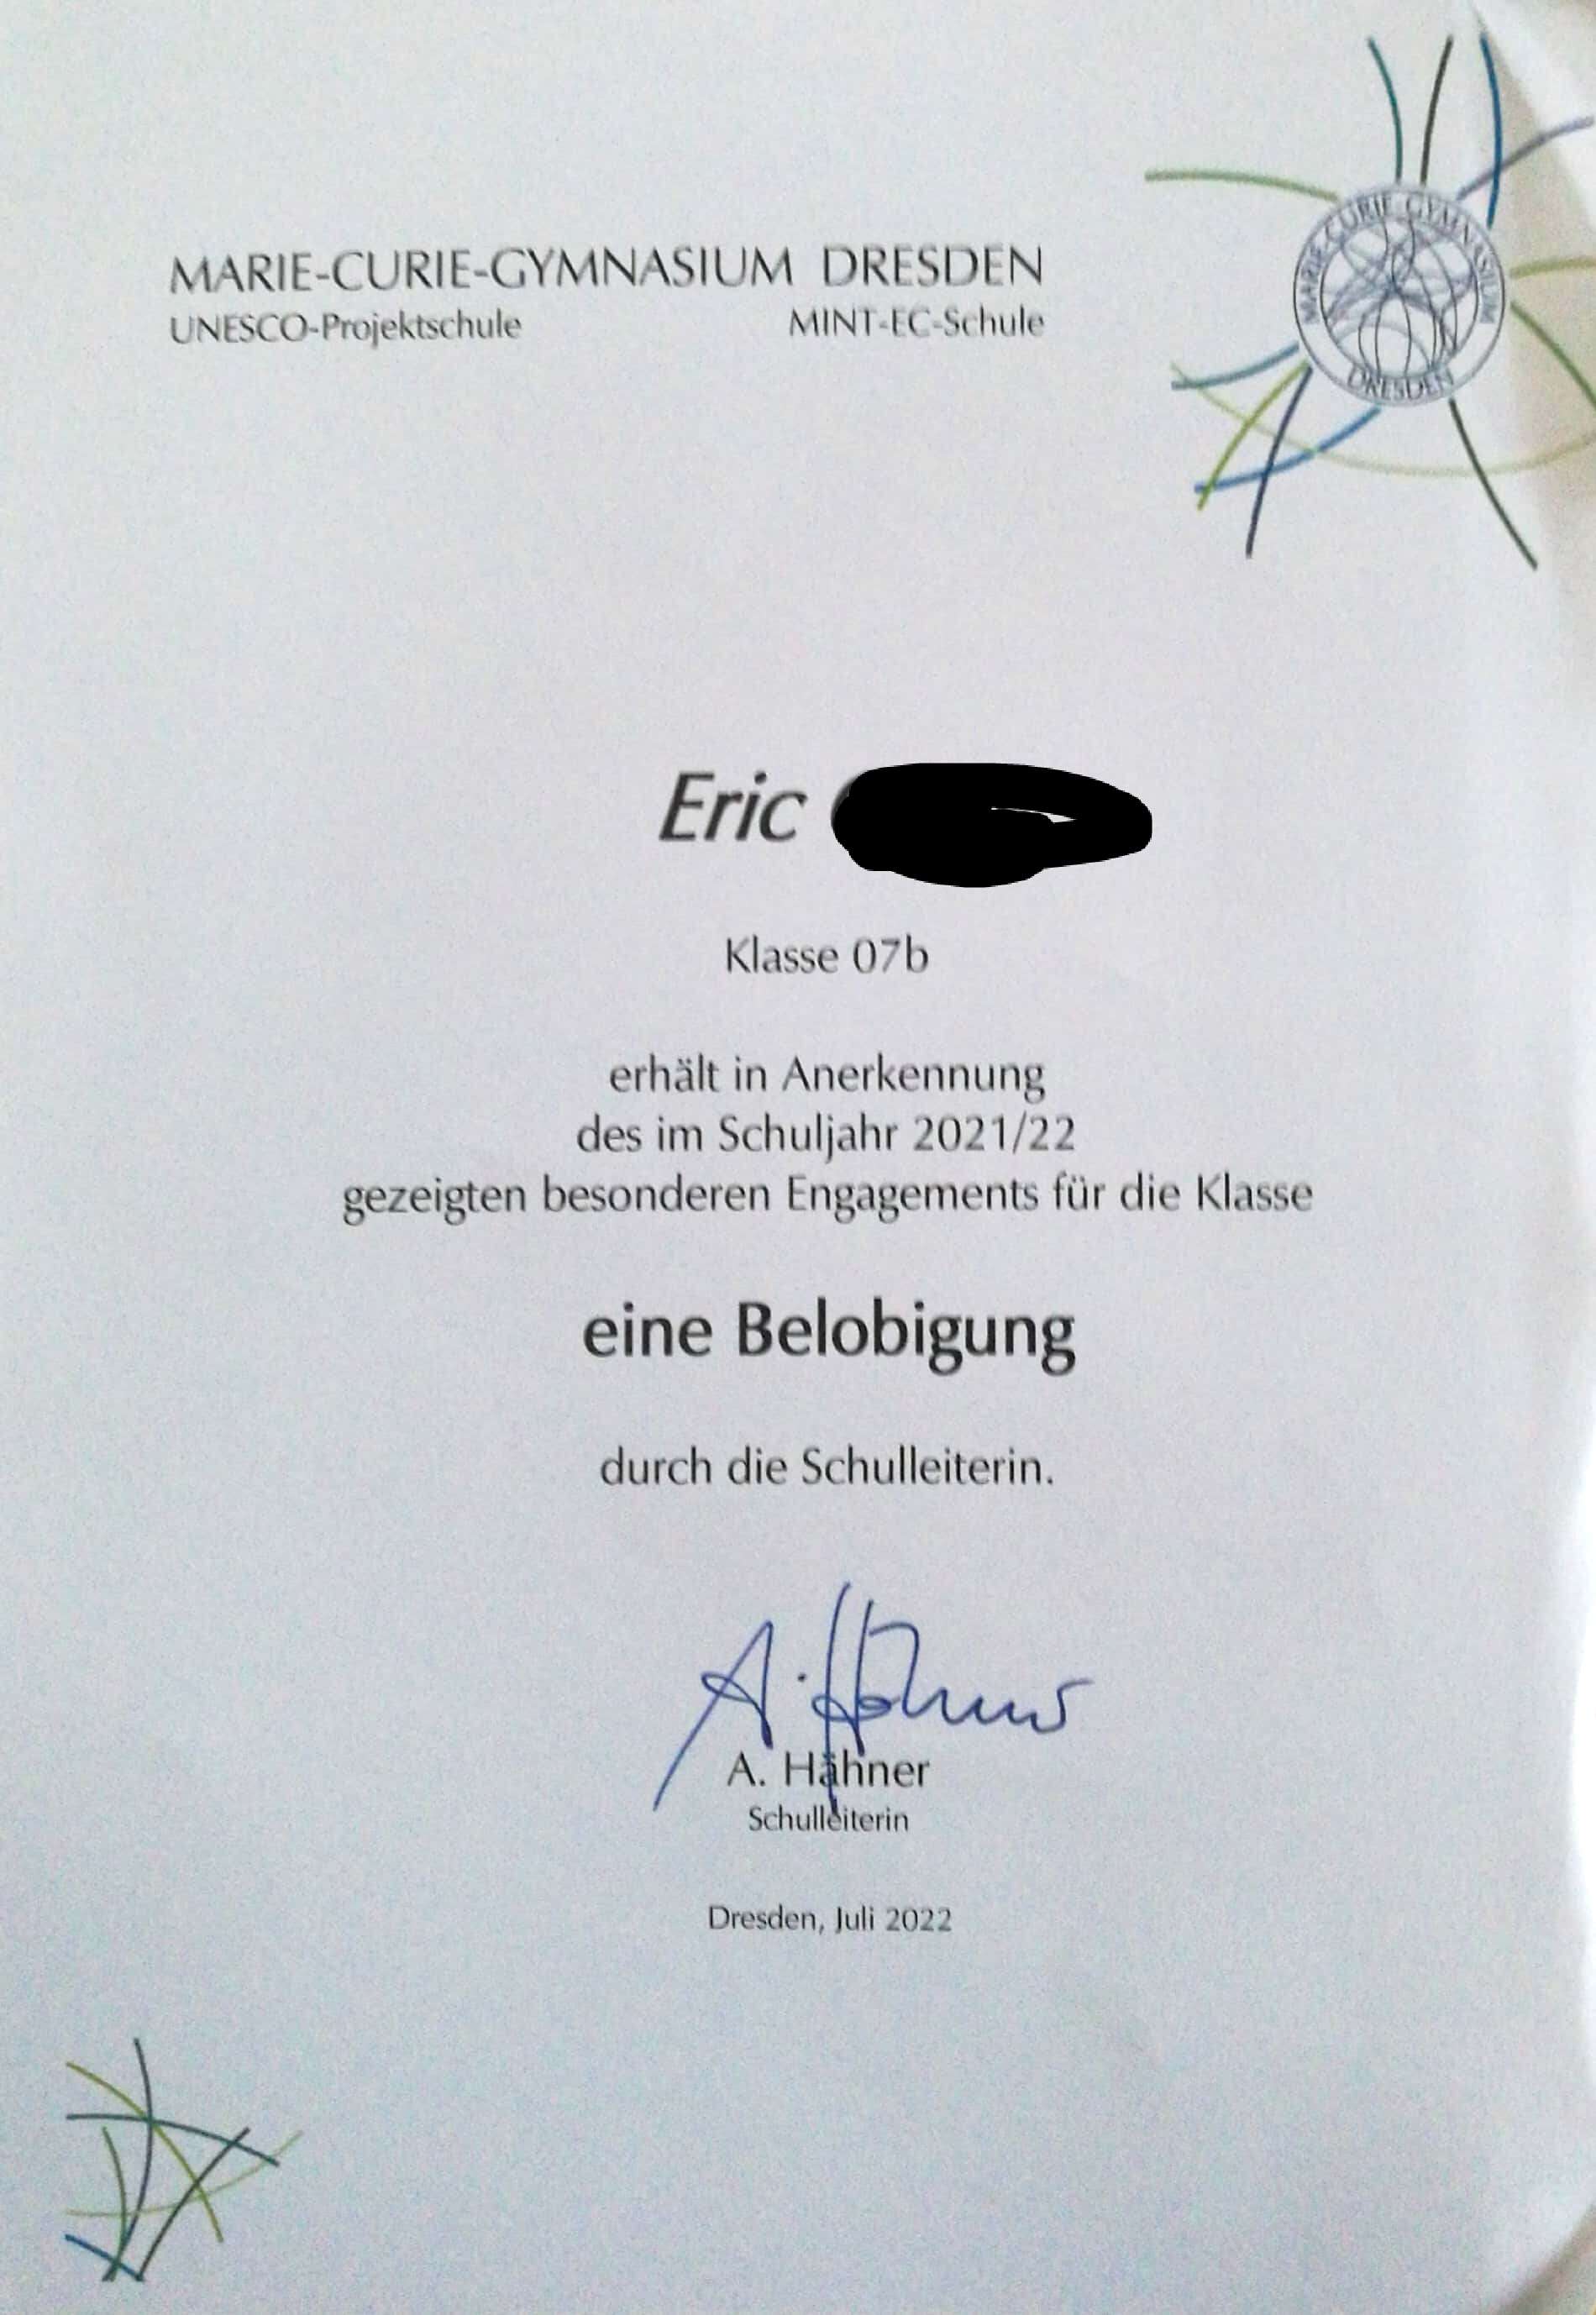 MARIE-CURIE-GYMNASIUM DRESDEN
UNESCO-Projektschule MINT-EC-Schule
MARIE-CURIE-GYMNASIUM
DRESDEN
Eric
Klasse 07b
erhält in Anerkennung
des im Schuljahr 2021/22
gezeigten besonderen Engagements für die Klasse
eine Belobigung
durch die Schulleiterin.
A. Hähner
A. Hähner
Schulleiterin
Dresden, Juli 2022